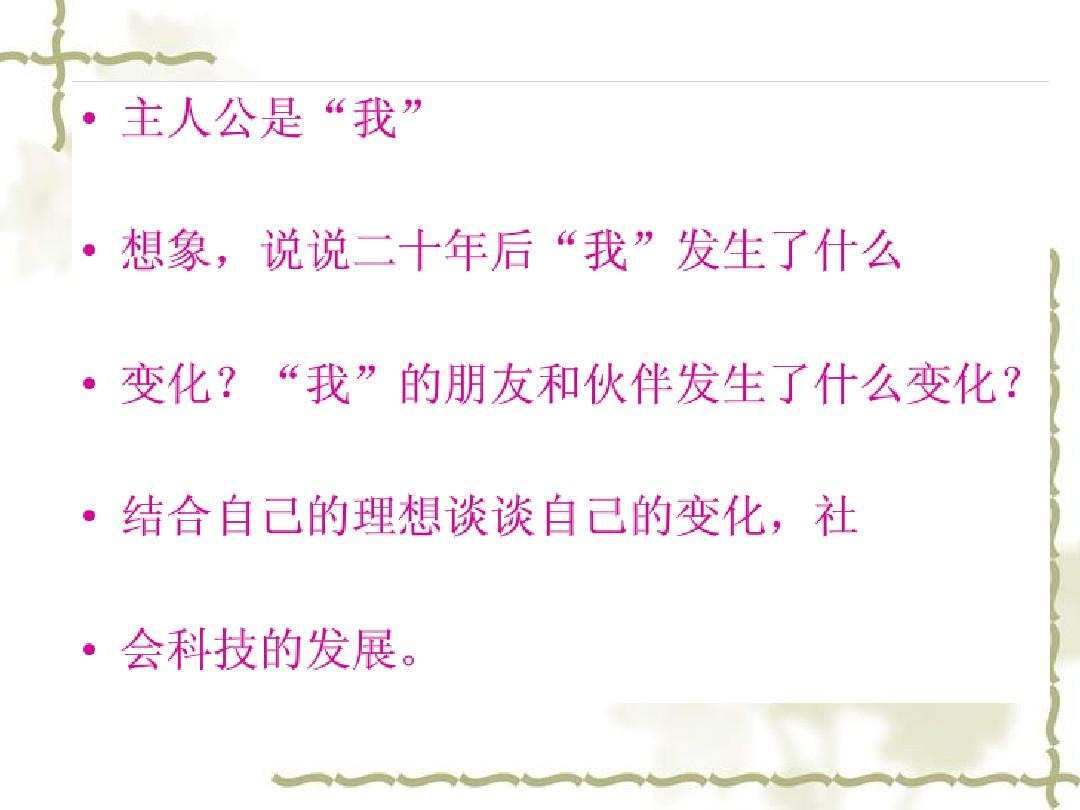 • 主人公是“我”
• 想象，说说二十年后“我”发生了什么
• 变化？“我”的朋友和伙伴发生了什么变化？
• 结合自己的理想谈谈自己的变化，社
• 会科技的发展。